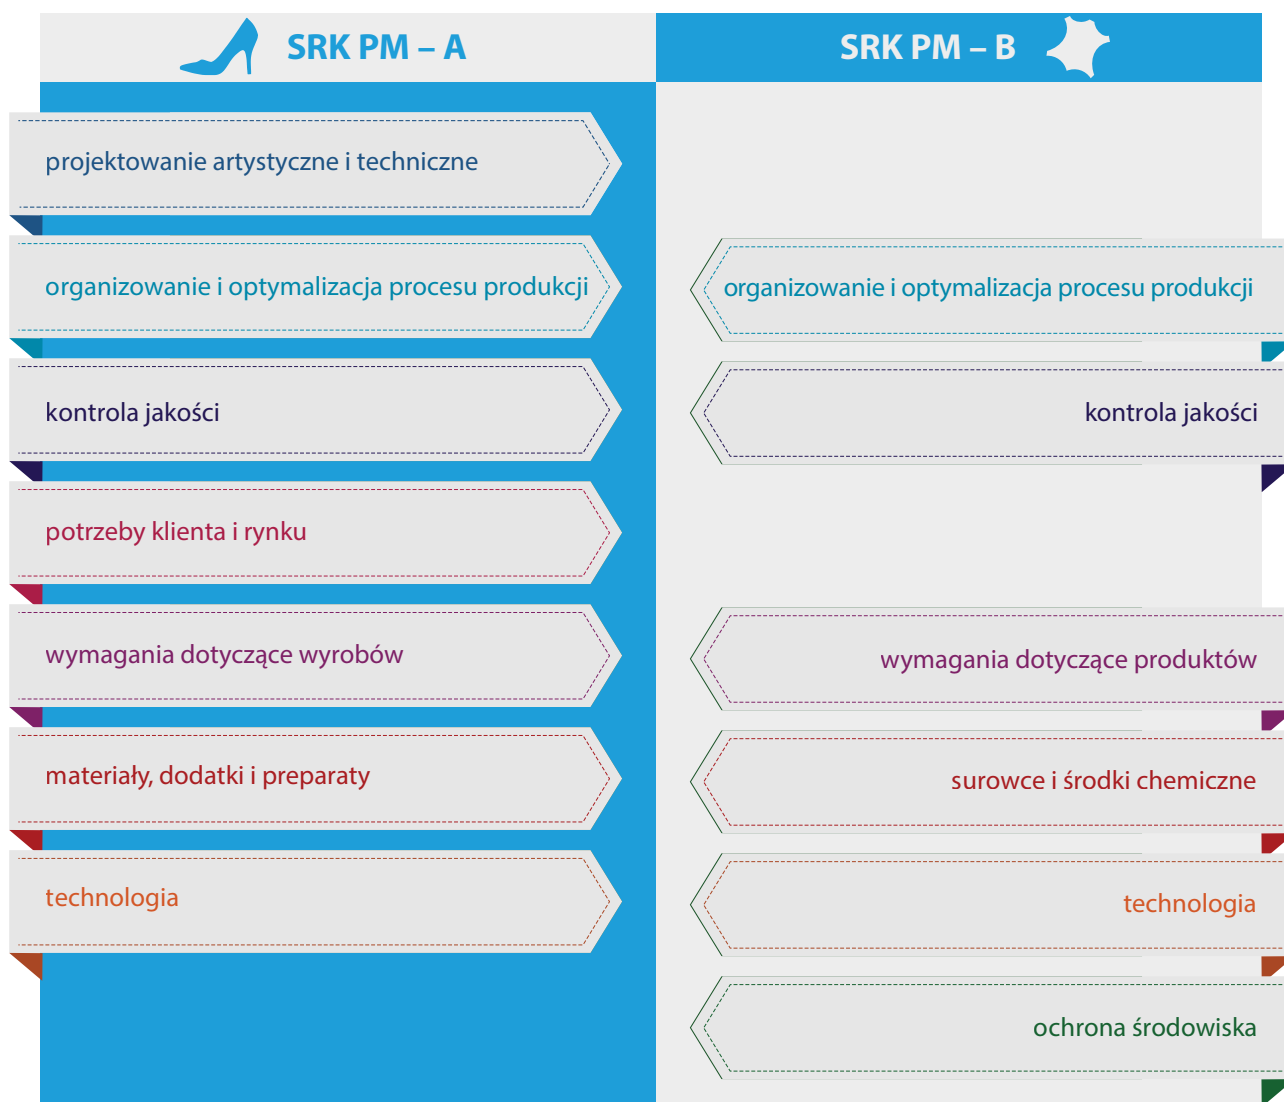 SRK PM – A
projektowanie artystyczne i techniczne
organizowanie i optymalizacja procesu produkcji
kontrola jakości
potrzeby klienta i rynku
wymagania dotyczące wyrobów
materiały, dodatki i preparaty
technologia
SRK PM – B
organizowanie i optymalizacja procesu produkcji
kontrola jakości
wymagania dotyczące produktów
surowce i środki chemiczne
technologia
ochrona środowiska